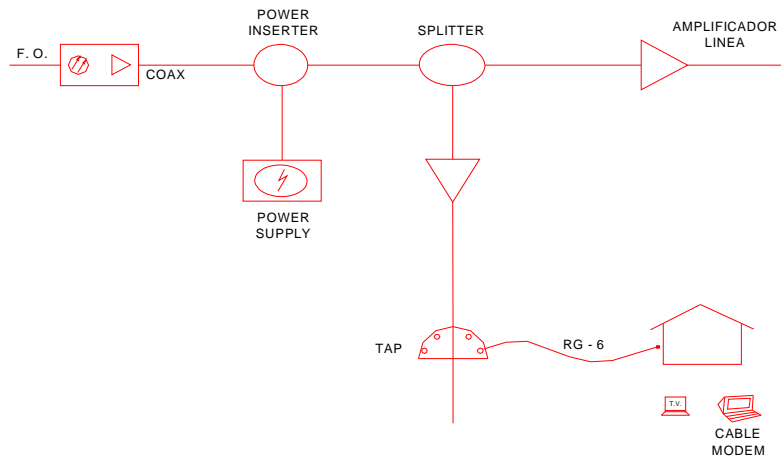 F. O.
COAX
POWER
INSERTER
SPLITTER
AMPLIFICADOR
LINEA
POWER
SUPPLY
TAP
RG - 6
T.V.
CABLE
MODEM